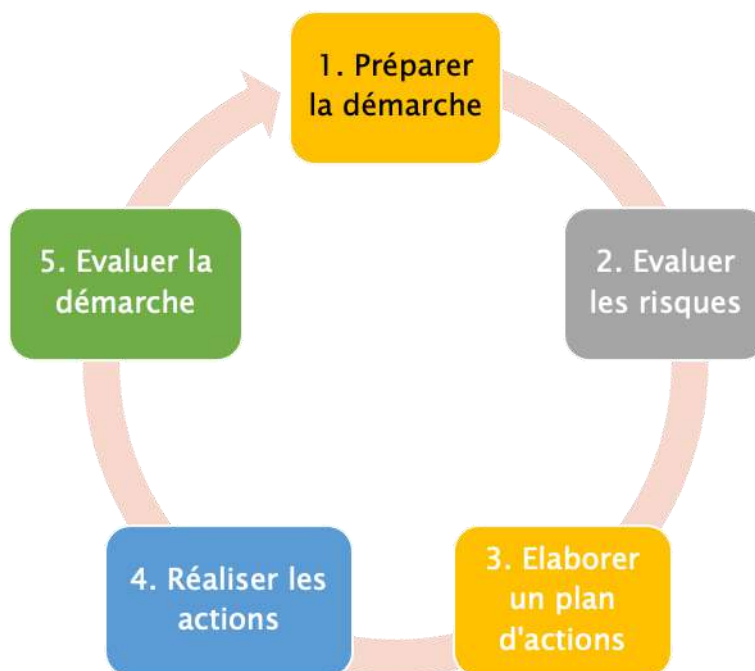 1. Préparer
la démarche
2. Evaluer
les risques
3. Elaborer
un plan
d'actions
4. Réaliser les
actions
5. Evaluer la
démarche